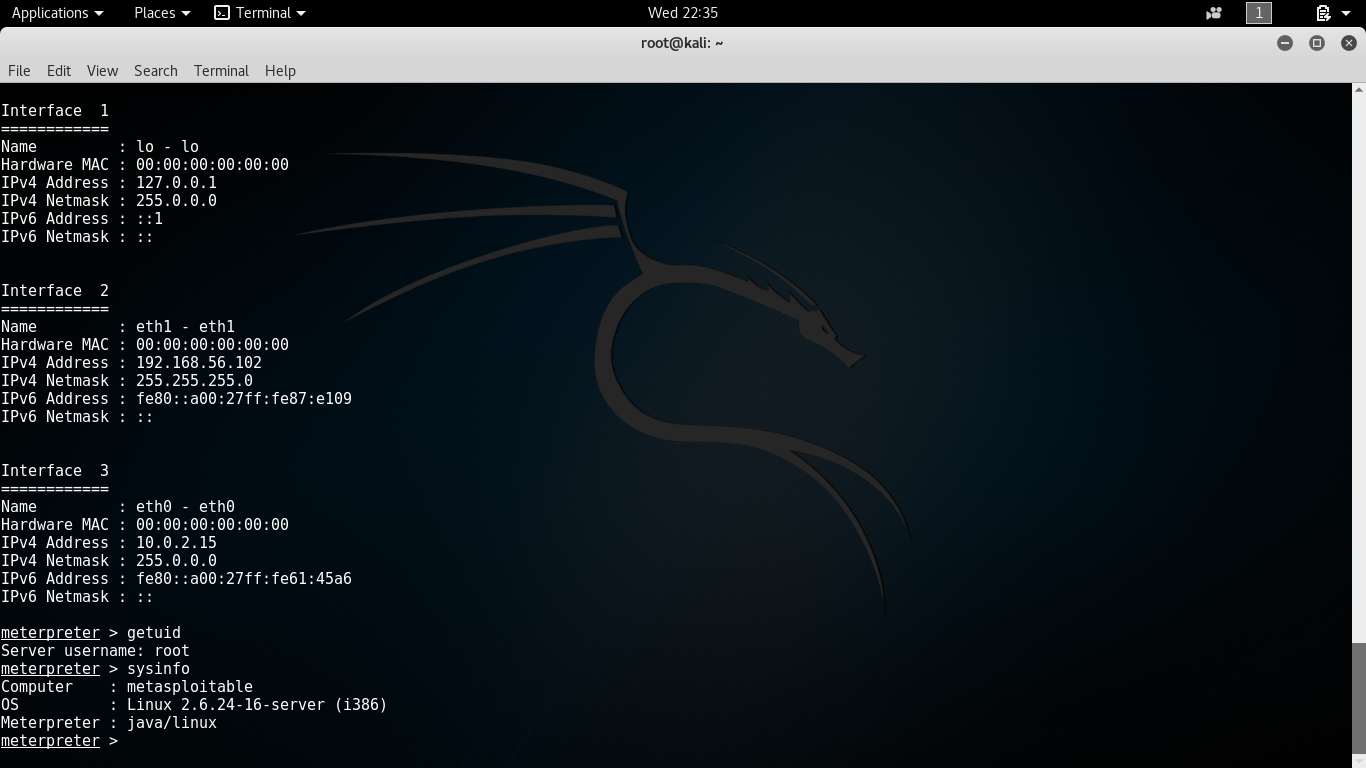 Applications Places Terminal Wed 22:35 1
root@kali: ~
File Edit View Search Terminal Help
Interface  1
============
Name         : lo - lo
Hardware MAC : 00:00:00:00:00:00
IPv4 Address : 127.0.0.1
IPv4 Netmask : 255.0.0.0
IPv6 Address : ::1
IPv6 Netmask : ::
Interface  2
============
Name         : eth1 - eth1
Hardware MAC : 00:00:00:00:00:00
IPv4 Address : 192.168.56.102
IPv4 Netmask : 255.255.255.0
IPv6 Address : fe80::a00:27ff:fe87:e109
IPv6 Netmask : ::
Interface  3
============
Name         : eth0 - eth0
Hardware MAC : 00:00:00:00:00:00
IPv4 Address : 10.0.2.15
IPv4 Netmask : 255.0.0.0
IPv6 Address : fe80::a00:27ff:fe61:45a6
IPv6 Netmask : ::
meterpreter > getuid
Server username: root
meterpreter > sysinfo
Computer    : metasploitable
OS          : Linux 2.6.24-16-server (i386)
Meterpreter : java/linux
meterpreter >